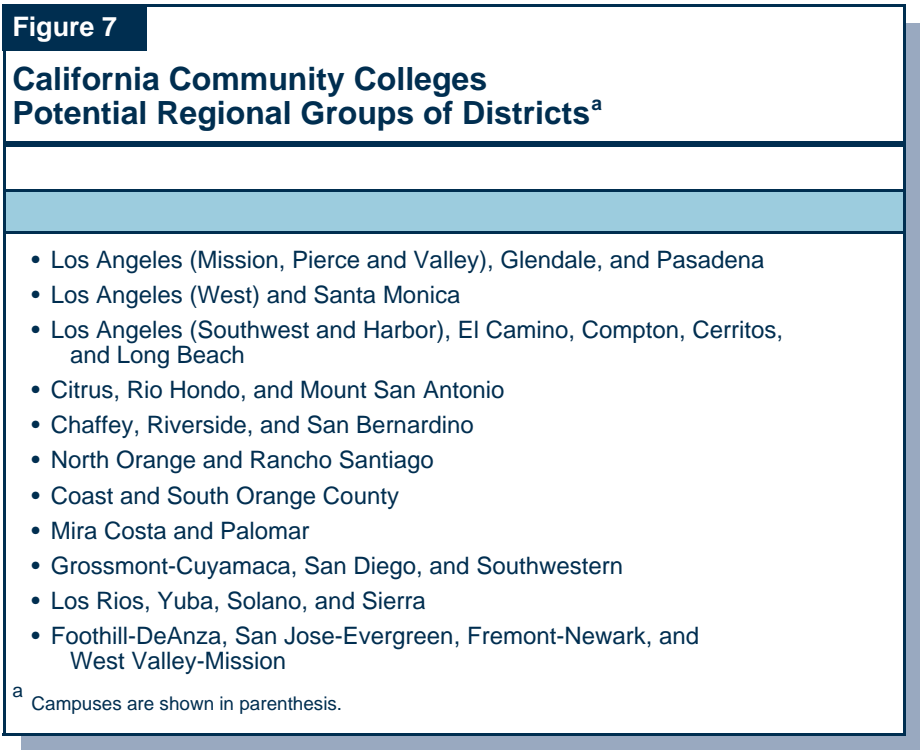 Figure 7
California Community Colleges
Potential Regional Groups of Districtsa
• Los Angeles (Mission, Pierce and Valley), Glendale, and Pasadena
• Los Angeles (West) and Santa Monica
• Los Angeles (Southwest and Harbor), El Camino, Compton, Cerritos,
and Long Beach
• Citrus, Rio Hondo, and Mount San Antonio
• Chaffey, Riverside, and San Bernardino
• North Orange and Rancho Santiago
• Coast and South Orange County
• Mira Costa and Palomar
• Grossmont-Cuyamaca, San Diego, and Southwestern
• Los Rios, Yuba, Solano, and Sierra
• Foothill-DeAnza, San Jose-Evergreen, Fremont-Newark, and
West Valley-Mission
a Campuses are shown in parenthesis.